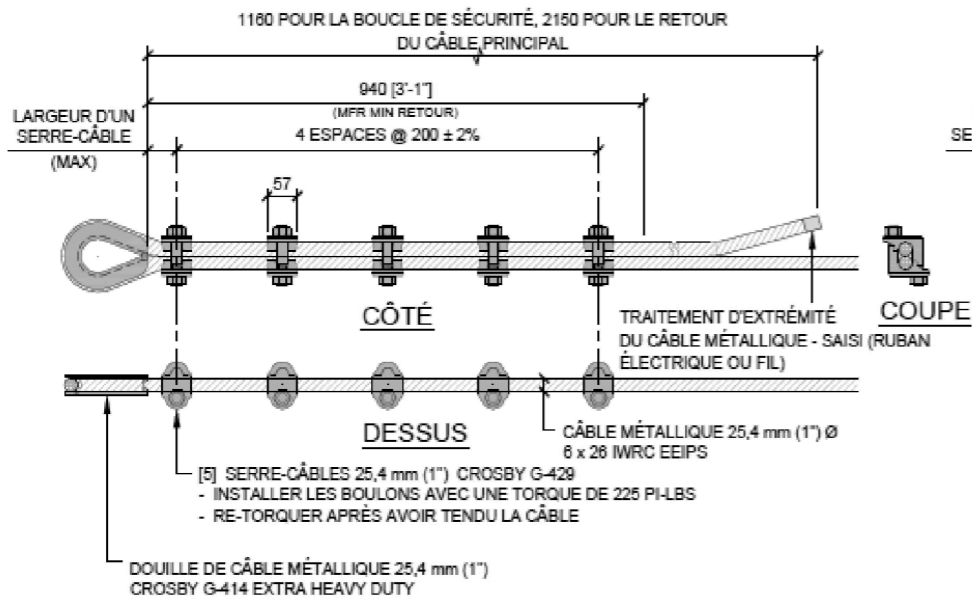 1160 POUR LA BOUCLE DE SÉCURITÉ, 2150 POUR LE RETOUR
DU CÂBLE PRINCIPAL
940 [3'-1"]
(MFR MIN RETOUR)
LARGEUR D'UN
SERRE-CÂBLE
(MAX)
4 ESPACES @ 200 ± 2%
SE
57
CÔTÉ
COUPE
TRAITEMENT D'EXTRÉMITÉ
DU CÂBLE MÉTALLIQUE - SAISI (RUBAN
ÉLECTRIQUE OU FIL)
DESSUS
CÂBLE MÉTALLIQUE 25,4 mm (1") Ø
6 x 26 IWRC EEIPS
[5] SERRE-CÂBLES 25,4 mm (1") CROSBY G-429
- INSTALLER LES BOULONS AVEC UNE TORQUE DE 225 PI-LBS
- RE-TORQUER APRÈS AVOIR TENDU LA CÂBLE
DOUILLE DE CÂBLE MÉTALLIQUE 25,4 mm (1")
CROSBY G-414 EXTRA HEAVY DUTY